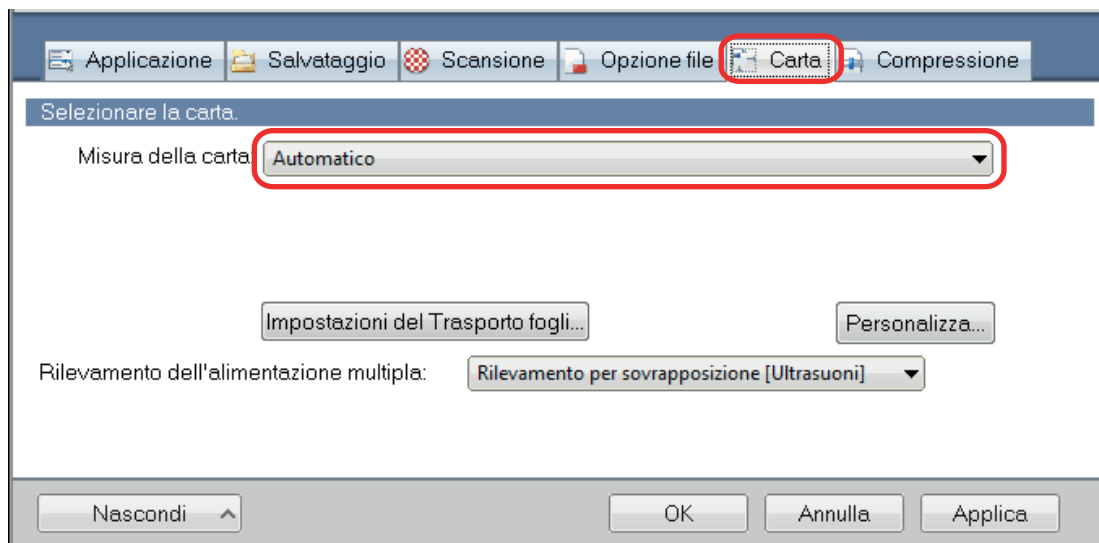 Applicazione Salvataggio Scansione Opzione file Carta Compressione
Selezionare la carta.
Misura della carta: Automatico
Impostazioni del Trasporto fogli... Personalizza...
Rilevamento dell'alimentazione multipla: Rilevamento per sovrapposizione [Ultrasuoni]
Nascondi OK Annulla Applica